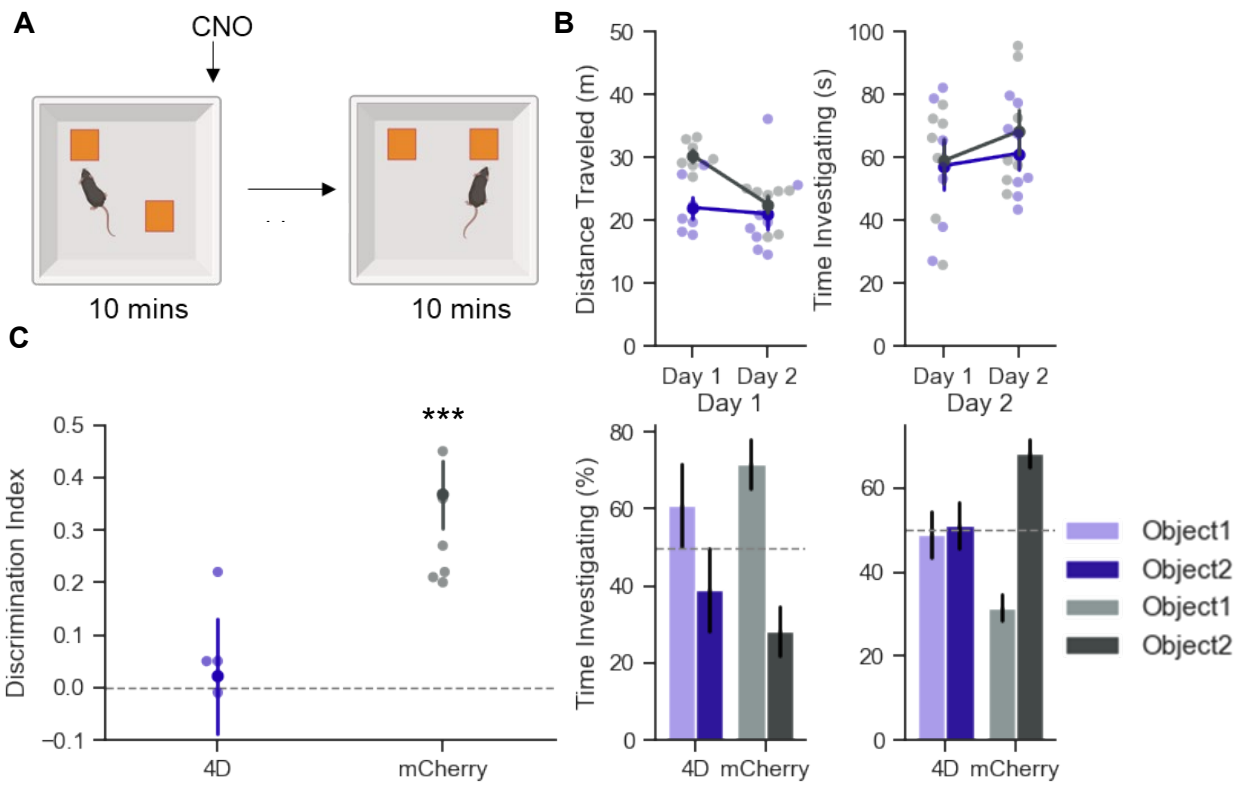 A
CNO
10 mins
10 mins
B
Distance Traveled (m)
50
40
30
20
10
0
Day 1 Day 2
Time Investigating (s)
100
80
60
40
20
0
Day 1 Day 2
C
Discrimination Index
0.5
0.4
0.3
0.2
0.1
0.0
−0.1
***
4D
mCherry
Day 1
Time Investigating (%)
80
60
40
20
0
4D mCherry
Day 2
60
40
20
0
4D mCherry
Object1
Object2
Object1
Object2